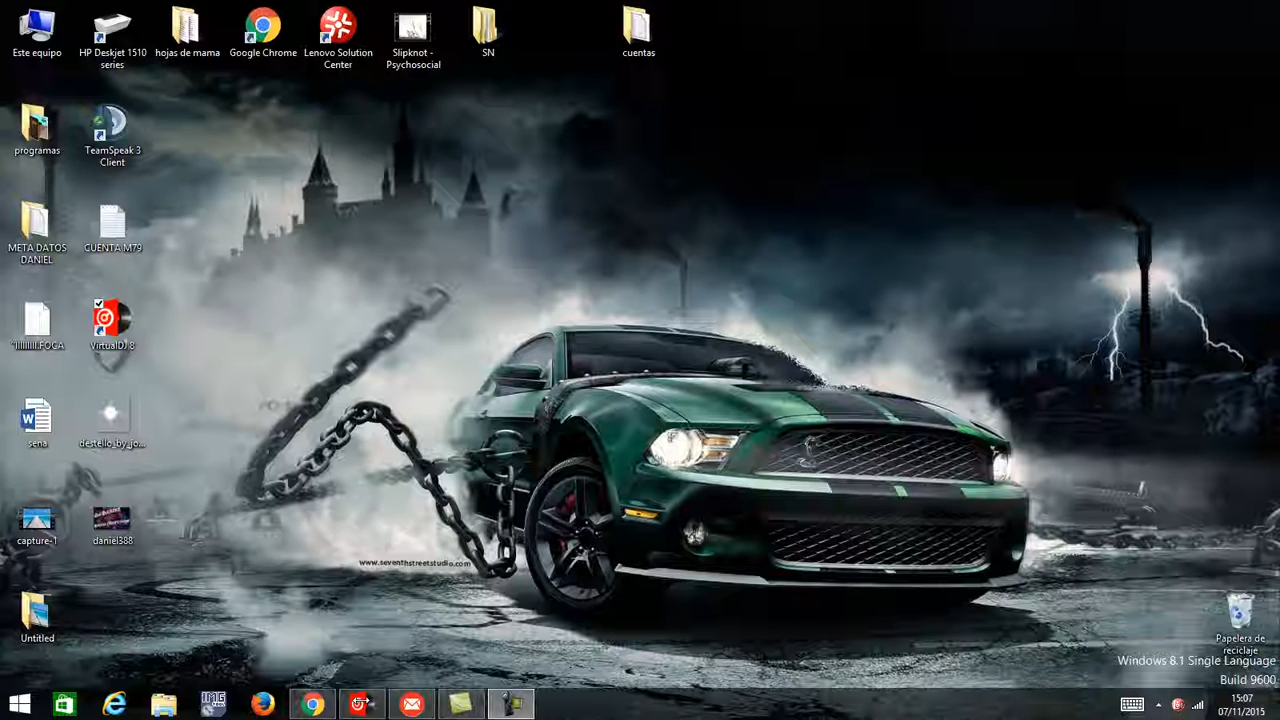 Este equipo
HP Deskjet 1510
series
hojas de mama
Google Chrome
Lenovo Solution
Center
Slipknot -
Psychosocial
SN
cuentas
programas
TeamSpeak 3
Client
META DATOS
DANIEL
CUENTA M79
VirtualDJ 8
sena
destello_by_jo...
capture-1
daniel388
www.seventhstreetstudio.com
Untitled
Papelera de
reciclaje
Windows 8.1 Single Language
Build 9600
15:07
07/11/2015